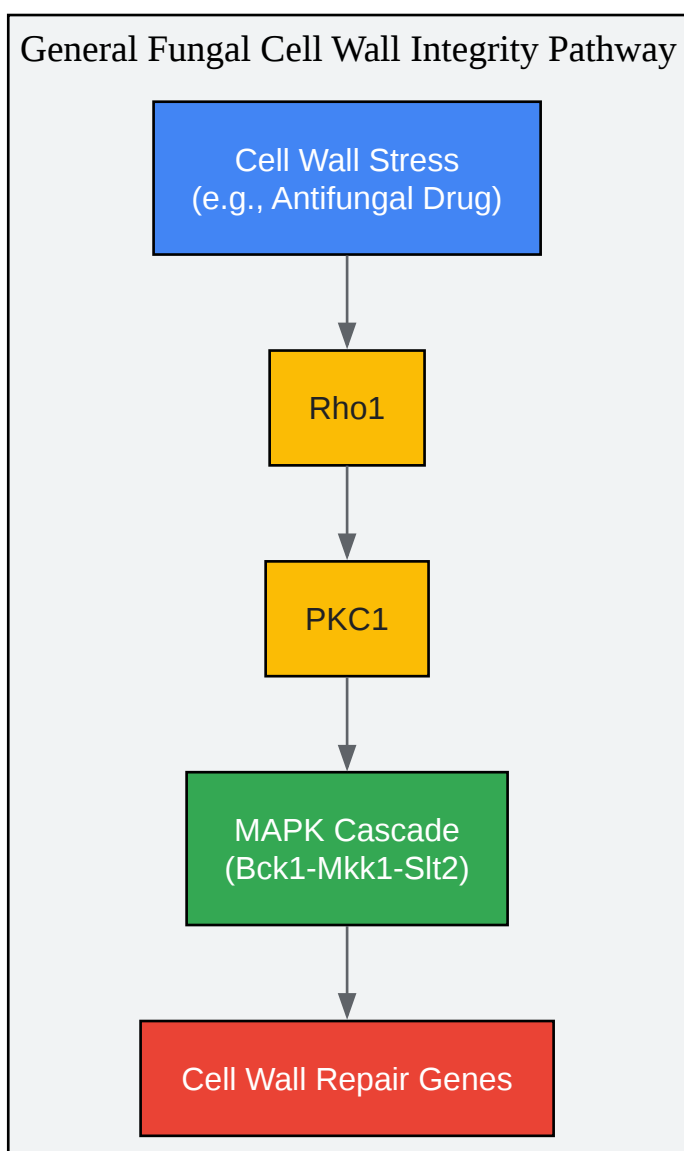 General Fungal Cell Wall Integrity Pathway
Cell Wall Stress
(e.g., Antifungal Drug)
Rho1
PKC1
MAPK Cascade
(Bck1-Mkk1-Slt2)
Cell Wall Repair Genes